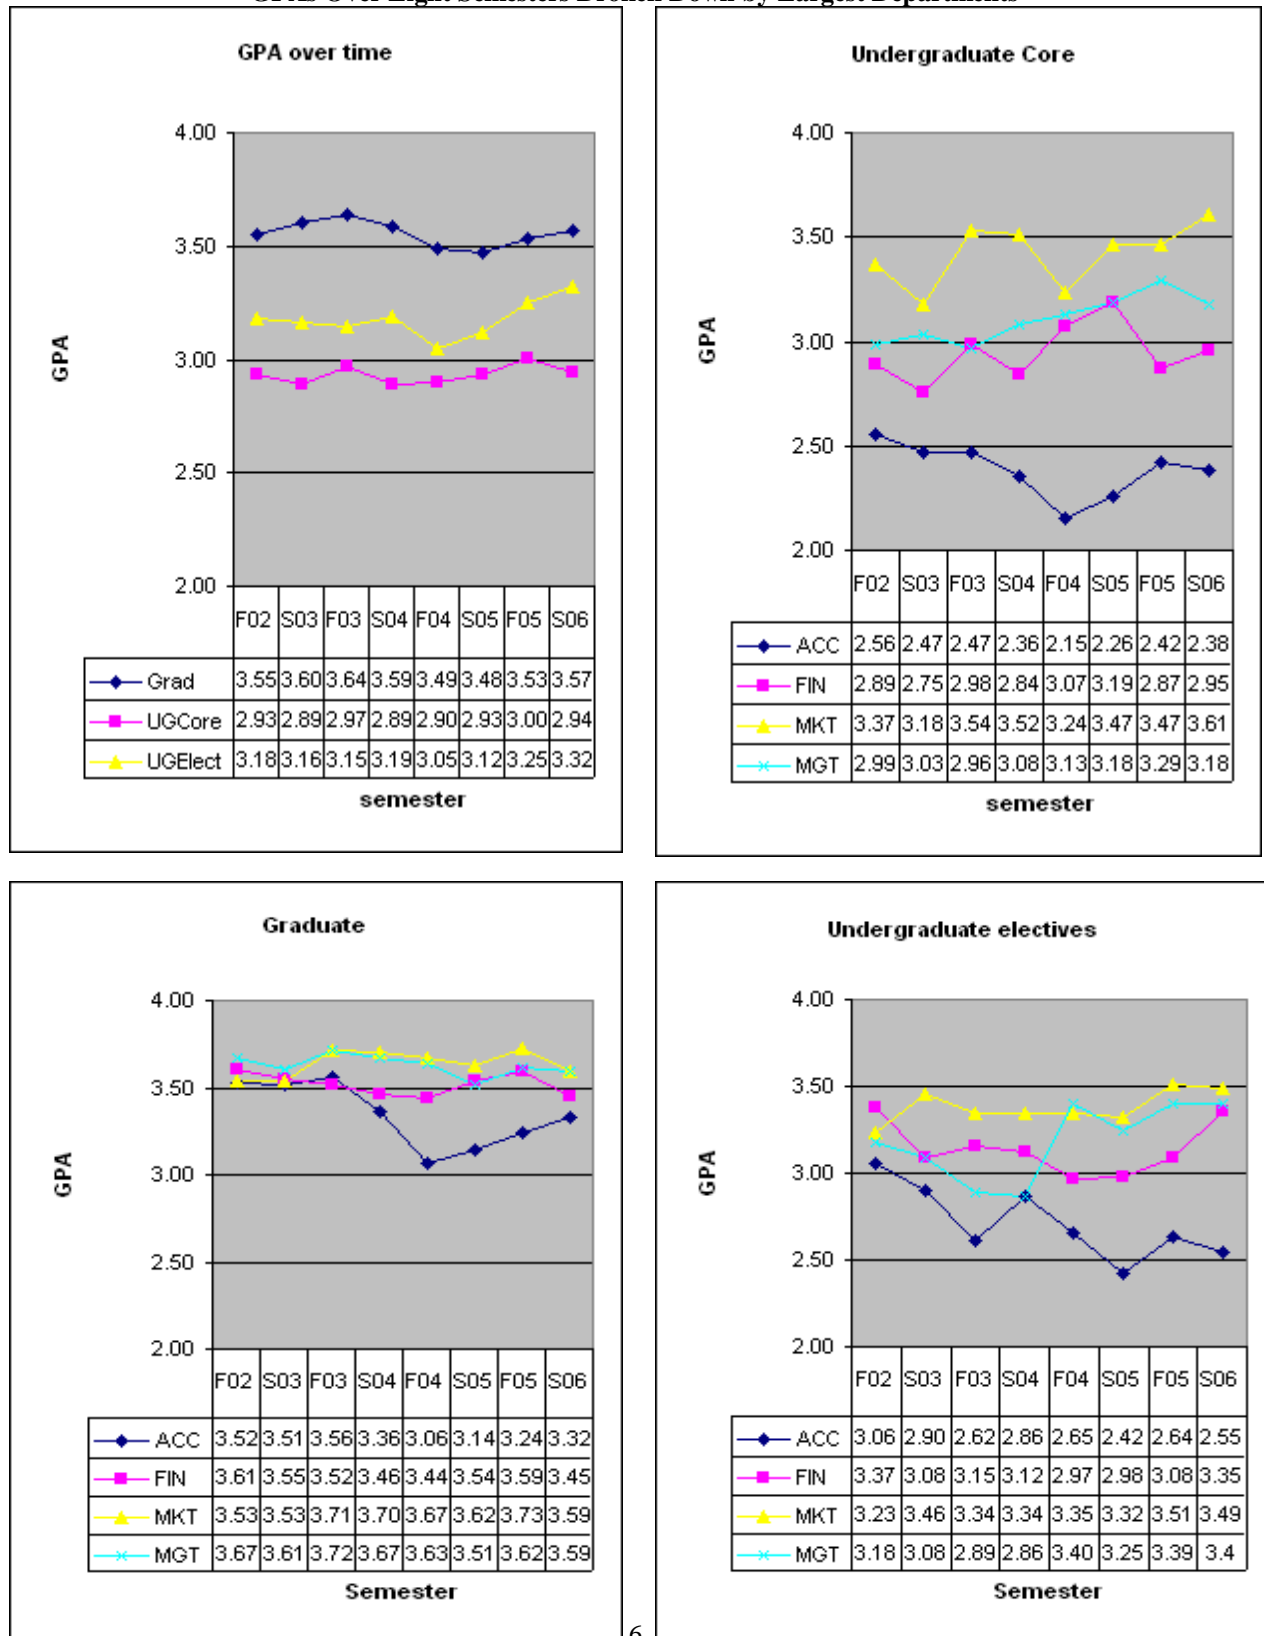 GPAs Over Eight Semesters Broken Down by Largest Departments
GPA over time
4.00
3.50
3.00
2.50
2.00
GPA
F02 S03 F03 S04 F04 S05 F05 S06
Grad 3.55 3.60 3.64 3.59 3.49 3.48 3.53 3.57
UGCore 2.93 2.89 2.97 2.89 2.90 2.93 3.00 2.94
UGElect 3.18 3.16 3.15 3.19 3.05 3.12 3.25 3.32
semester
Undergraduate Core
4.00
3.50
3.00
2.50
2.00
GPA
F02 S03 F03 S04 F04 S05 F05 S06
ACC 2.56 2.47 2.47 2.36 2.15 2.26 2.42 2.38
FIN 2.89 2.75 2.98 2.84 3.07 3.19 2.87 2.95
MKT 3.37 3.18 3.54 3.52 3.24 3.47 3.47 3.61
MGT 2.99 3.03 2.96 3.08 3.13 3.18 3.29 3.18
semester
Graduate
4.00
3.50
3.00
2.50
2.00
GPA
F02 S03 F03 S04 F04 S05 F05 S06
ACC 3.52 3.51 3.56 3.36 3.06 3.14 3.24 3.32
FIN 3.61 3.55 3.52 3.46 3.44 3.54 3.59 3.45
MKT 3.53 3.53 3.71 3.70 3.67 3.62 3.73 3.59
MGT 3.67 3.61 3.72 3.67 3.63 3.51 3.62 3.59
Semester
Undergraduate electives
4.00
3.50
3.00
2.50
2.00
GPA
F02 S03 F03 S04 F04 S05 F05 S06
ACC 3.06 2.90 2.62 2.86 2.65 2.42 2.64 2.55
FIN 3.37 3.08 3.15 3.12 2.97 2.98 3.08 3.35
MKT 3.23 3.46 3.34 3.34 3.35 3.32 3.51 3.49
MGT 3.18 3.08 2.89 2.86 3.40 3.25 3.39 3.4
Semester
6